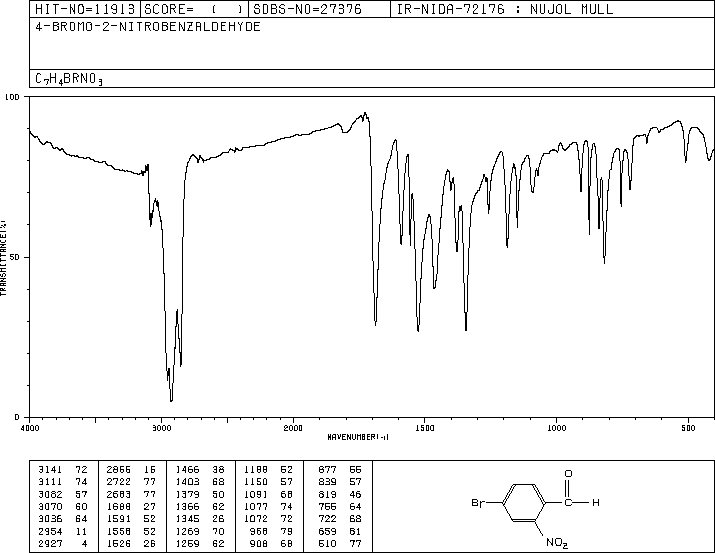 HIT-NO=11913 SCORE= ( ) SDBS-NO=27376 IR-NIDA-72176 : NUJOL MULL
4-BROMO-2-NITROBENZALDEHYDE
C7H4BRNO3
100
50
0
TRANSMITTANCE(%)
4000 3000 2000 1500 1000 500
WAVENUMBER(-1)
3141 72 2866 15 1466 38 1188 52 877 55
3111 74 2722 77 1403 68 1150 57 839 57
3082 57 2683 77 1379 50 1091 68 819 46
3070 60 1688 27 1366 62 1077 74 755 64
3036 64 1591 52 1345 26 1072 72 722 68
2954 11 1558 52 1269 70 968 79 659 81
2927 4 1526 26 1259 62 908 68 510 77
O
Br
H
NO2